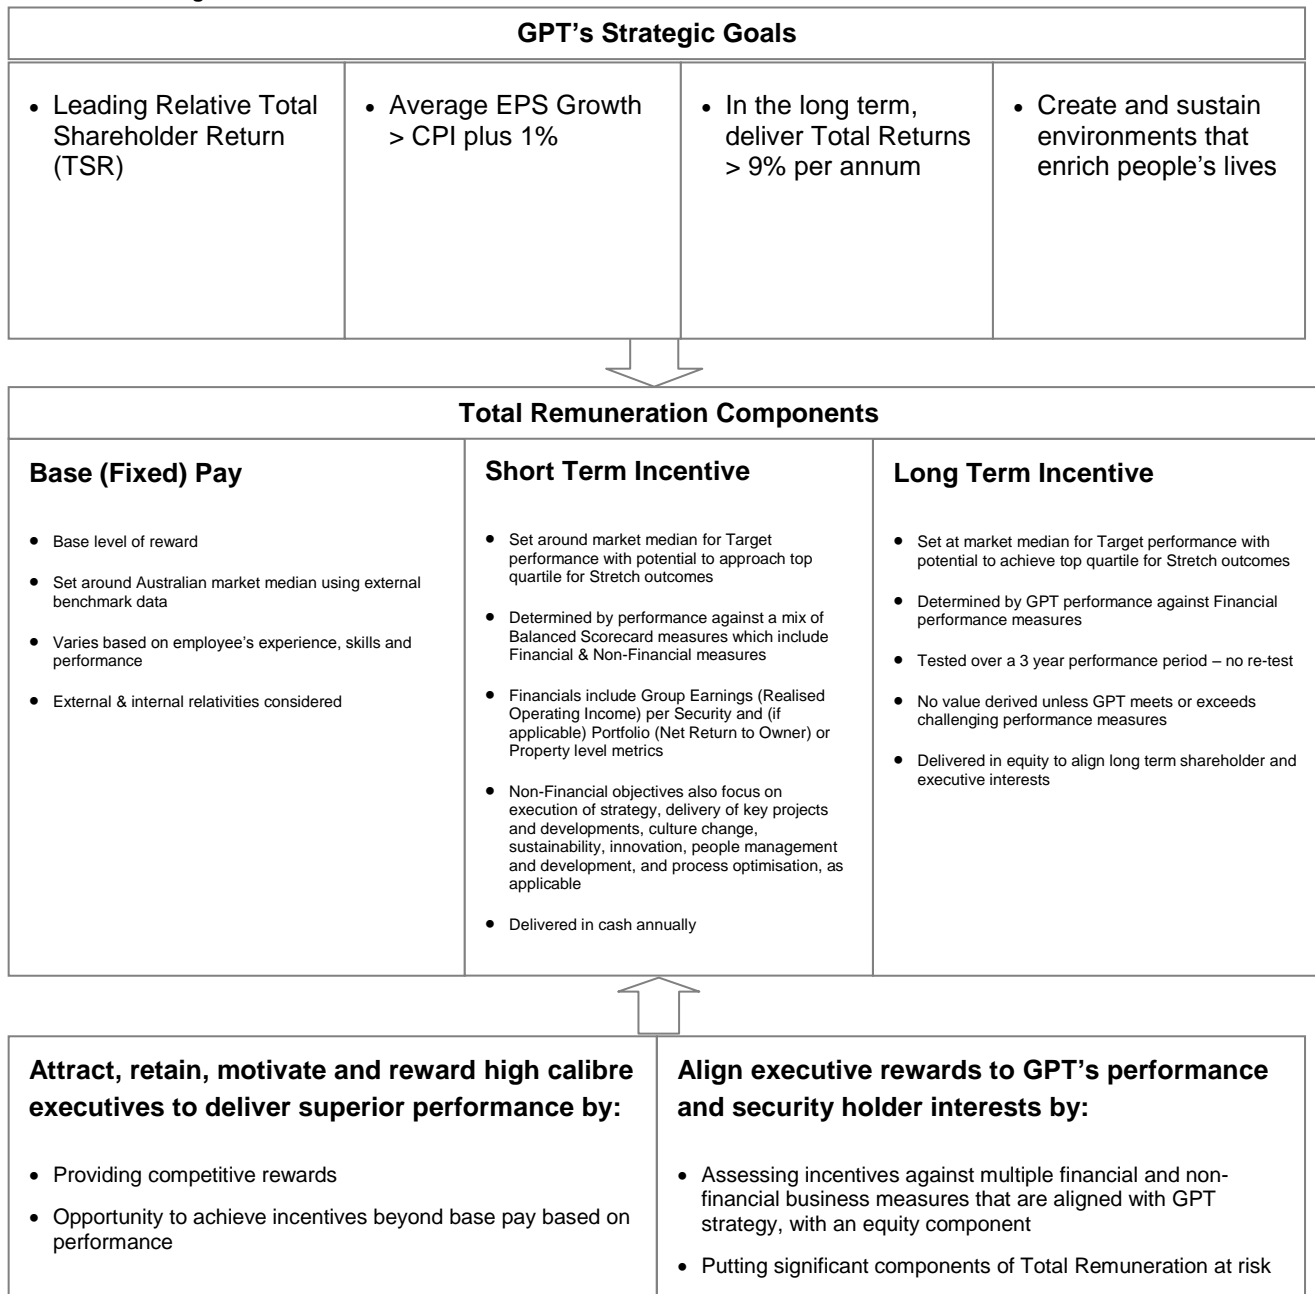 GPT’s Strategic Goals
• Leading Relative Total
Shareholder Return
(TSR)
• Average EPS Growth
> CPI plus 1%
• In the long term,
deliver Total Returns
> 9% per annum
• Create and sustain
environments that
enrich people’s lives
Total Remuneration Components
Base (Fixed) Pay
• Base level of reward
• Set around Australian market median using external
benchmark data
• Varies based on employee’s experience, skills and
performance
• External & internal relativities considered
Short Term Incentive
• Set around market median for Target
performance with potential to approach top
quartile for Stretch outcomes
• Determined by performance against a mix of
Balanced Scorecard measures which include
Financial & Non-Financial measures
• Financials include Group Earnings (Realised
Operating Income) per Security and (if
applicable) Portfolio (Net Return to Owner) or
Property level metrics
• Non-Financial objectives also focus on
execution of strategy, delivery of key projects
and developments, culture change,
sustainability, innovation, people management
and development, and process optimisation, as
applicable
• Delivered in cash annually
Long Term Incentive
• Set at market median for Target performance with
potential to achieve top quartile for Stretch outcomes
• Determined by GPT performance against Financial
performance measures
• Tested over a 3 year performance period – no re-test
• No value derived unless GPT meets or exceeds
challenging performance measures
• Delivered in equity to align long term shareholder and
executive interests
Attract, retain, motivate and reward high calibre
executives to deliver superior performance by:
• Providing competitive rewards
• Opportunity to achieve incentives beyond base pay based on
performance
Align executive rewards to GPT’s performance
and security holder interests by:
• Assessing incentives against multiple financial and non-
financial business measures that are aligned with GPT
strategy, with an equity component
• Putting significant components of Total Remuneration at risk